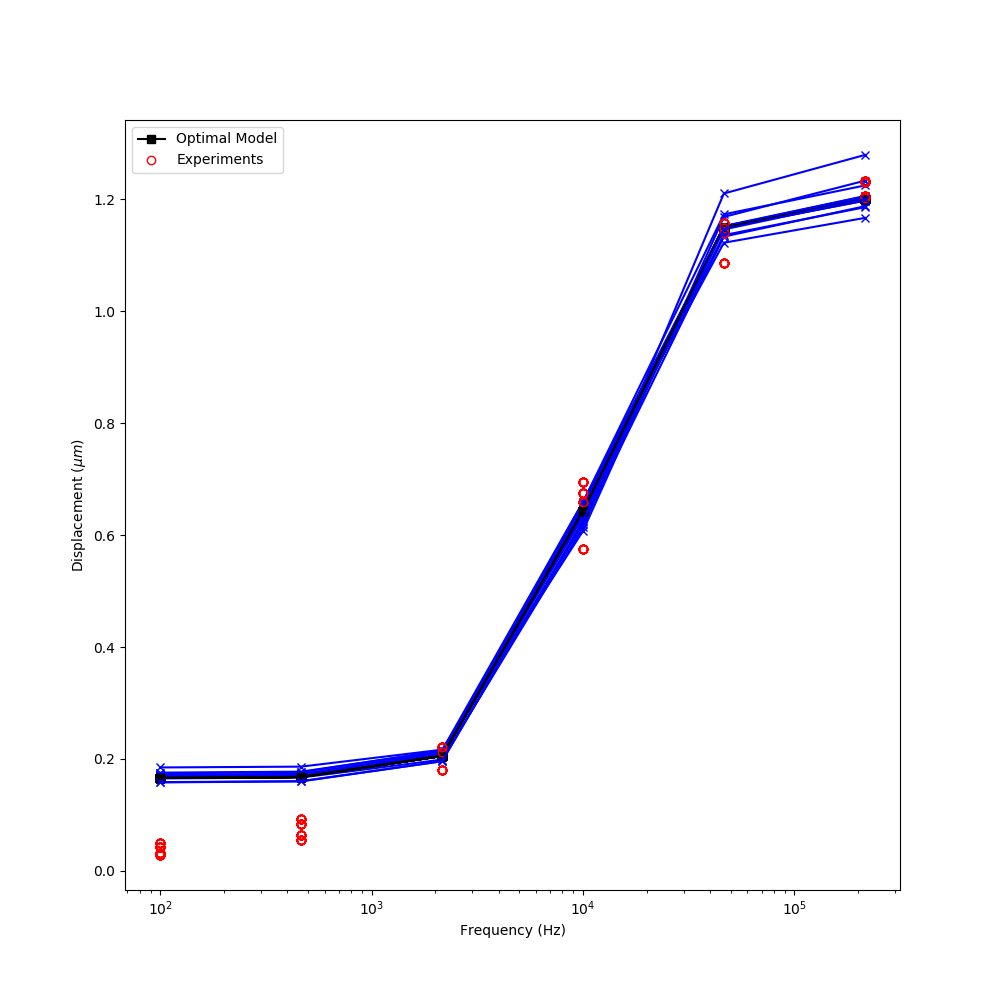 Optimal Model
Experiments
1.2
1.0
0.8
0.6
0.4
0.2
0.0
Displacement (μm)
10² 10³ 10⁴ 10⁵
Frequency (Hz)